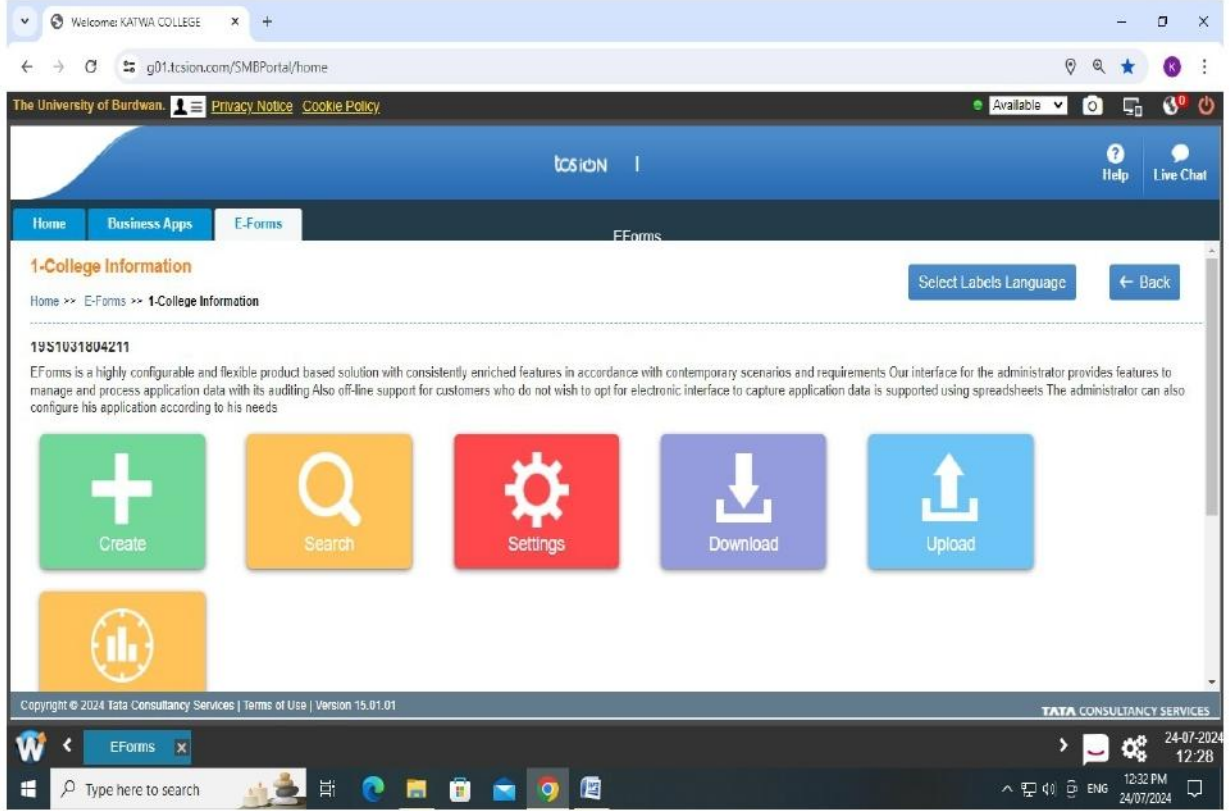 Welcome: KATWA COLLEGE
g01.tcsion.com/SMBPortal/home
K
The University of Burdwan. Privacy Notice Cookie Policy
Available 0
tcsion |
? Help Live Chat
Home Business Apps E-Forms
EForms
1-College Information
Select Labels Language ← Back
Home >> E-Forms >> 1-College Information
19S1031804211
EForms is a highly configurable and flexible product based solution with consistently enriched features in accordance with contemporary scenarios and requirements Our interface for the administrator provides features to
manage and process application data with its auditing Also off-line support for customers who do not wish to opt for electronic interface to capture application data is supported using spreadsheets The administrator can also
configure his application according to his needs
Create Search Settings Download Upload
Copyright © 2024 Tata Consultancy Services | Terms of Use | Version 15.01.01
TATA CONSULTANCY SERVICES
W EForms x
24-07-2024
12:28
Type here to search
ENG
12:32 PM
24/07/2024